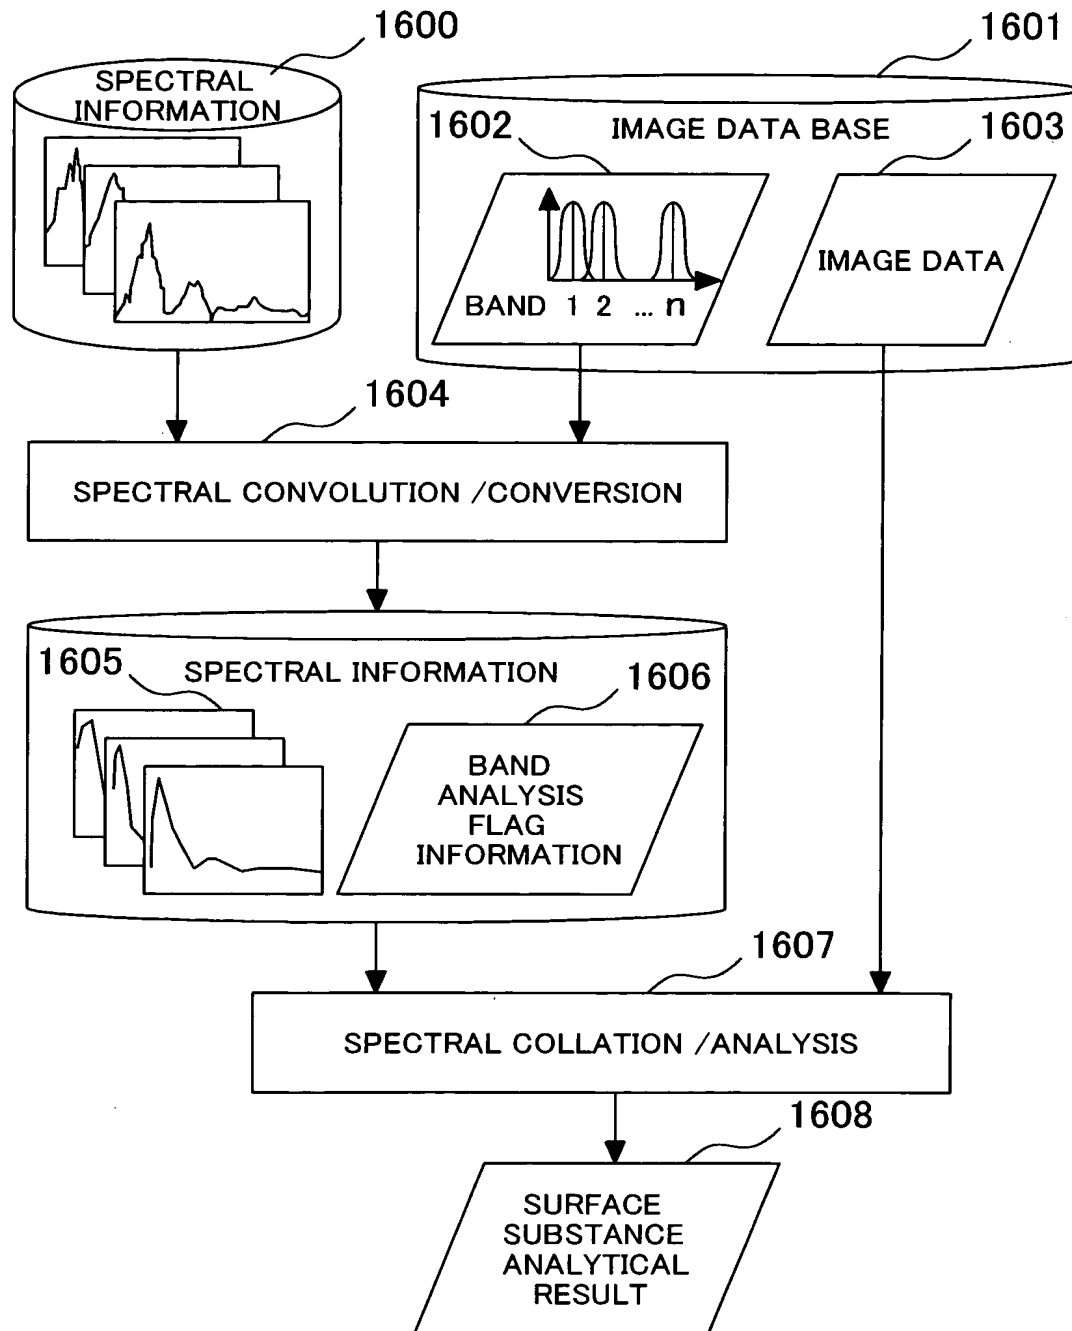 1600
SPECTRAL
INFORMATION
1601
IMAGE DATA BASE
1602
1603
BAND 1 2 ... n
IMAGE DATA
1604
SPECTRAL CONVOLUTION /CONVERSION
SPECTRAL INFORMATION
1605
1606
BAND
ANALYSIS
FLAG
INFORMATION
1607
SPECTRAL COLLATION /ANALYSIS
1608
SURFACE
SUBSTANCE
ANALYTICAL
RESULT